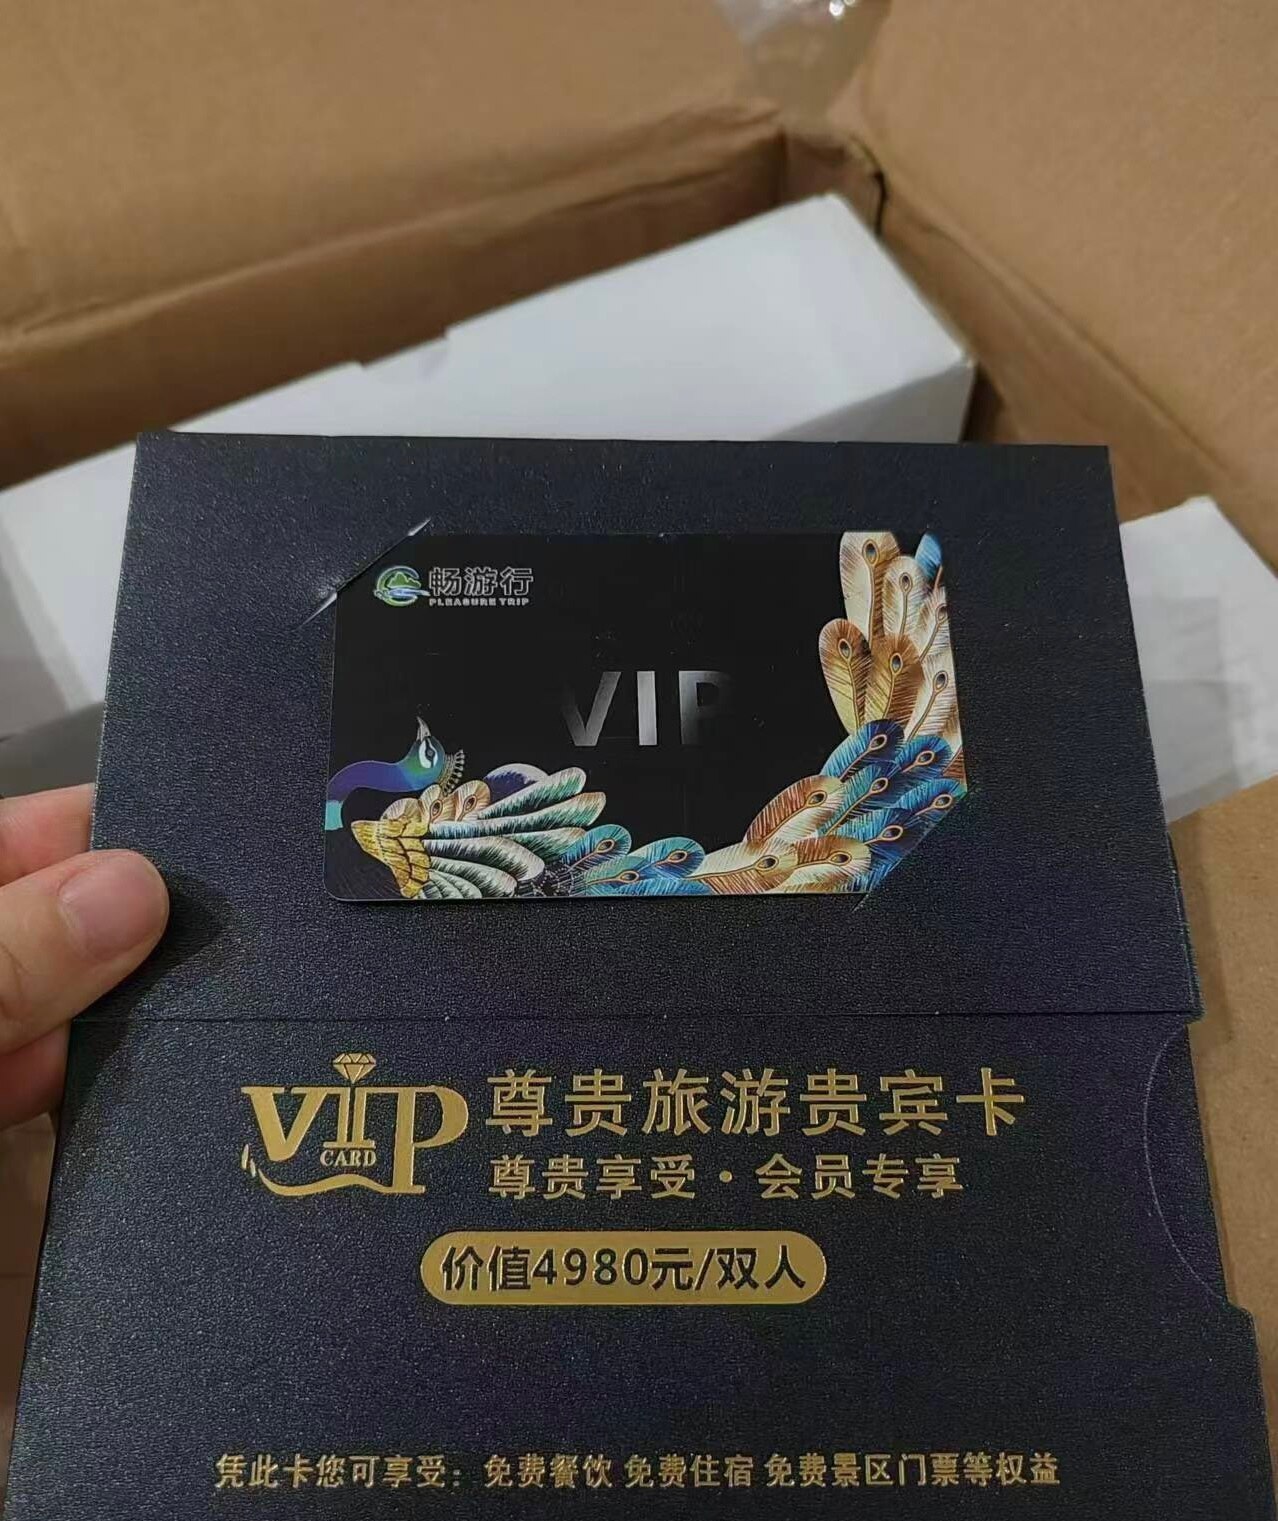 畅游行
PLEASURE TRIP
VIP
VIP
CARD
尊贵旅游贵宾卡
尊贵享受·会员专享
价值4980元/双人
凭此卡您可享受：免费餐饮 免费住宿 免费景区门票等权益